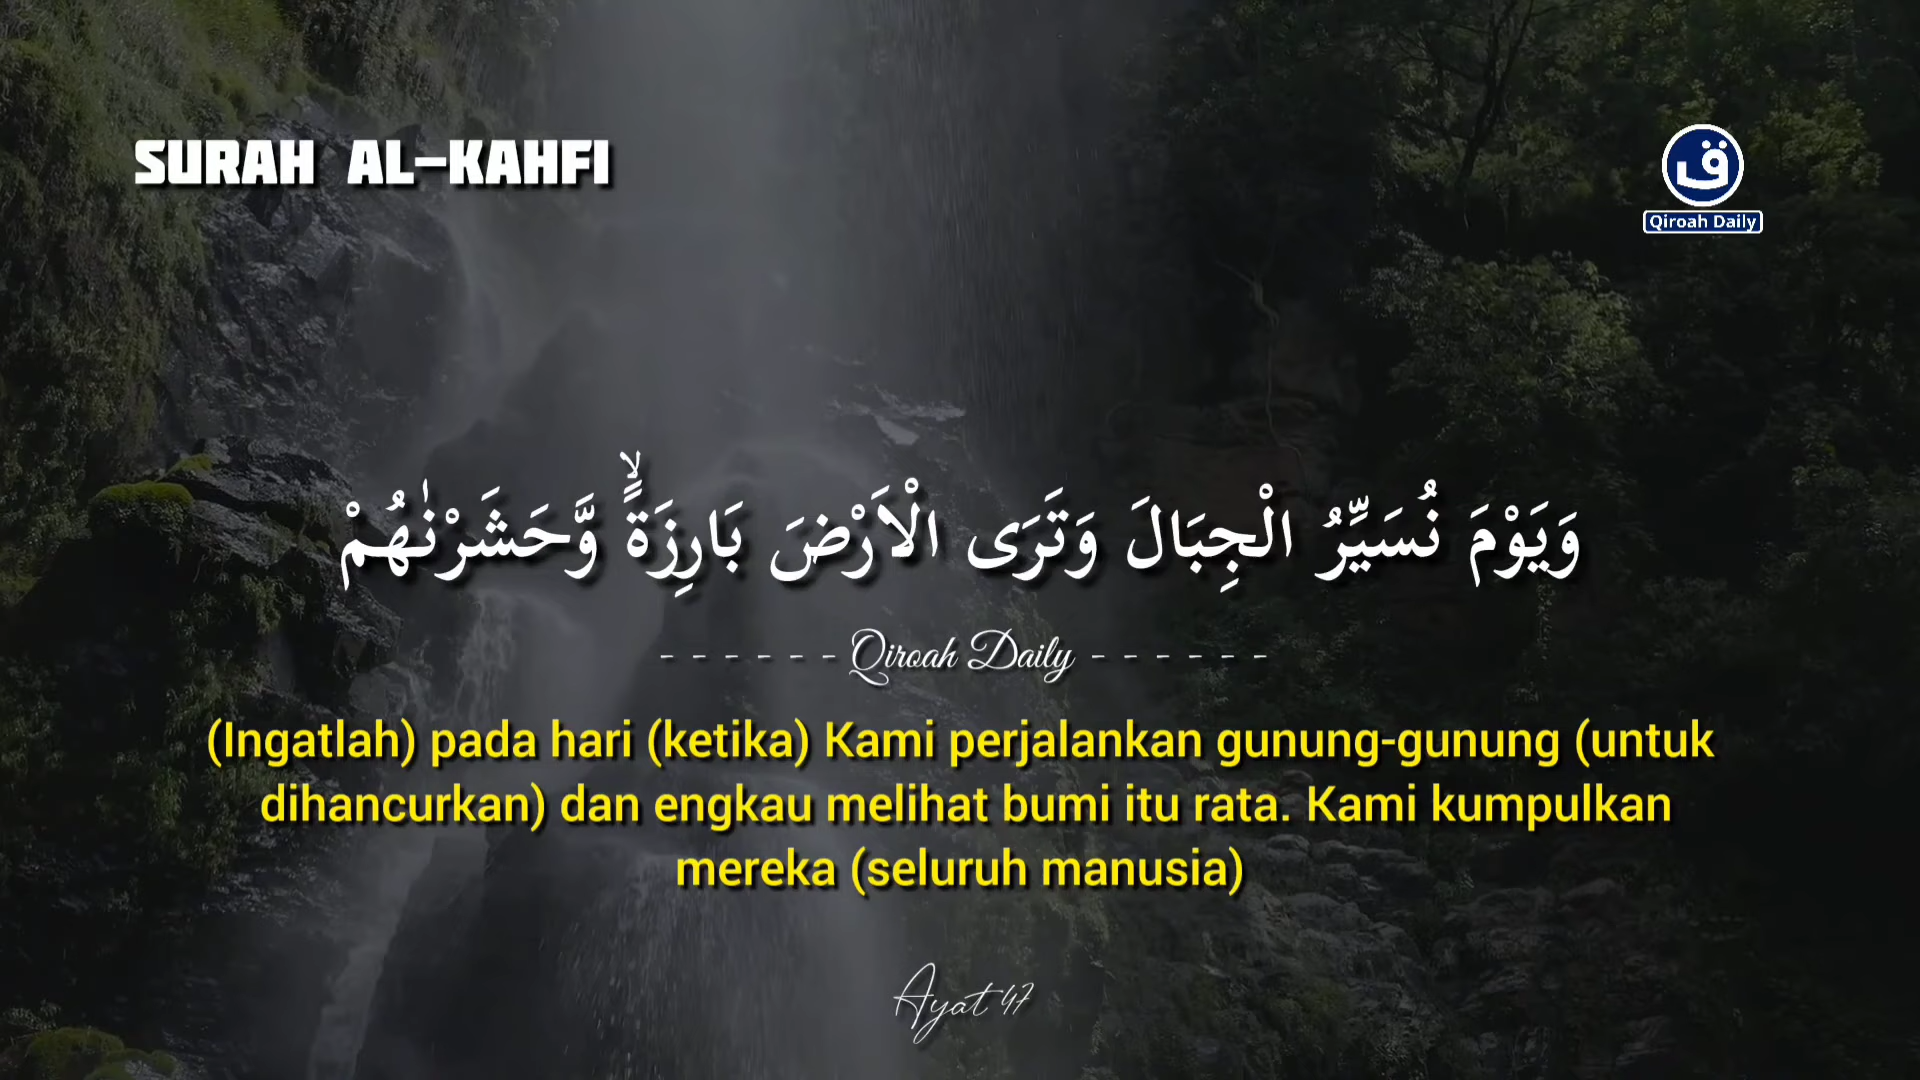 SURAH AL-KAHFI
ق
Qiroah Daily
وَيَوْمَ نُسَيِّرُ الْجِبَالَ وَتَرَى الْاَرْضَ بَارِزَةًۙ وَّحَشَرْنٰهُمْ
- - - - - - Qiroah Daily - - - - - -
(Ingatlah) pada hari (ketika) Kami perjalankan gunung-gunung (untuk
dihancurkan) dan engkau melihat bumi itu rata. Kami kumpulkan
mereka (seluruh manusia)
Ayat 47